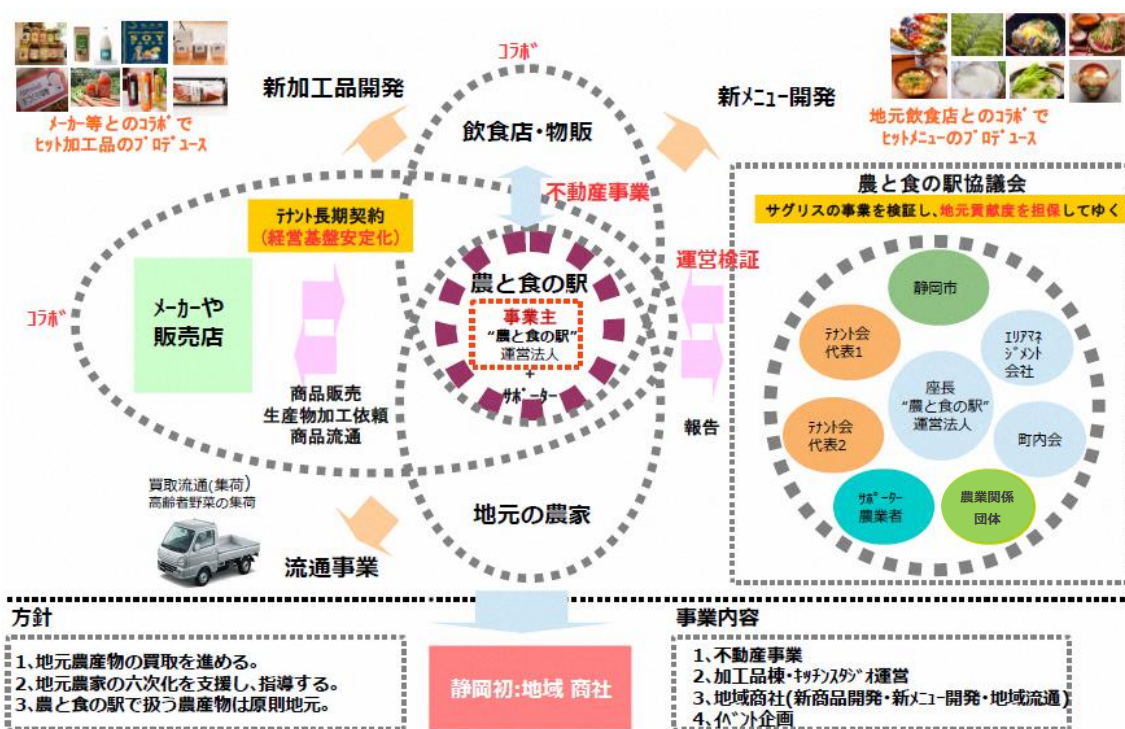 コラボ
新加工品開発
新メニュー開発
メーカー等とのコラボで
ヒット加工品のプロデュース
地元飲食店とのコラボで
ヒットメニューのプロデュース
SOY
飲食店・物販
不動産事業
テナント長期契約
(経営基盤安定化)
メーカーや
販売店
コラボ
農と食の駅
事業主
“農と食の駅”
運営法人
+
サポーター
商品販売
生産物加工依頼
商品流通
運営検証
報告
買取流通(集荷)
高齢者野菜の集荷
流通事業
地元の農家
農と食の駅協議会
サグリスの事業を検証し、地元貢献度を担保してゆく
静岡市
テナント会
代表1
エリアマネ
ジメント
会社
座長
“農と食の駅”
運営法人
テナント会
代表2
町内会
サポーター
農業者
農業関係
団体
方針
1、地元農産物の買取を進める。
2、地元農家の六次化を支援し、指導する。
3、農と食の駅で扱う農産物は原則地元。
静岡初:地域 商社
事業内容
1、不動産事業
2、加工品棟・キッチンスタジオ運営
3、地域商社(新商品開発・新メニュー開発・地域流通)
4、イベント企画